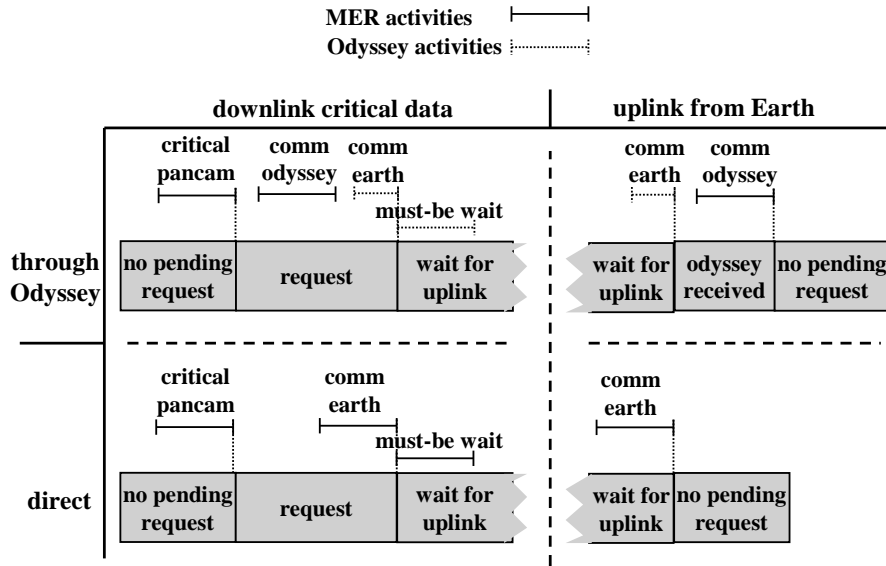 MER activities
Odyssey activities
downlink critical data
uplink from Earth
critical
pancam
comm
odyssey
comm
earth
must-be wait
comm
earth
comm
odyssey
through
Odyssey
no pending
request
request
wait for
uplink
wait for
uplink
odyssey
received
no pending
request
critical
pancam
comm
earth
must-be wait
comm
earth
direct
no pending
request
request
wait for
uplink
wait for
uplink
no pending
request